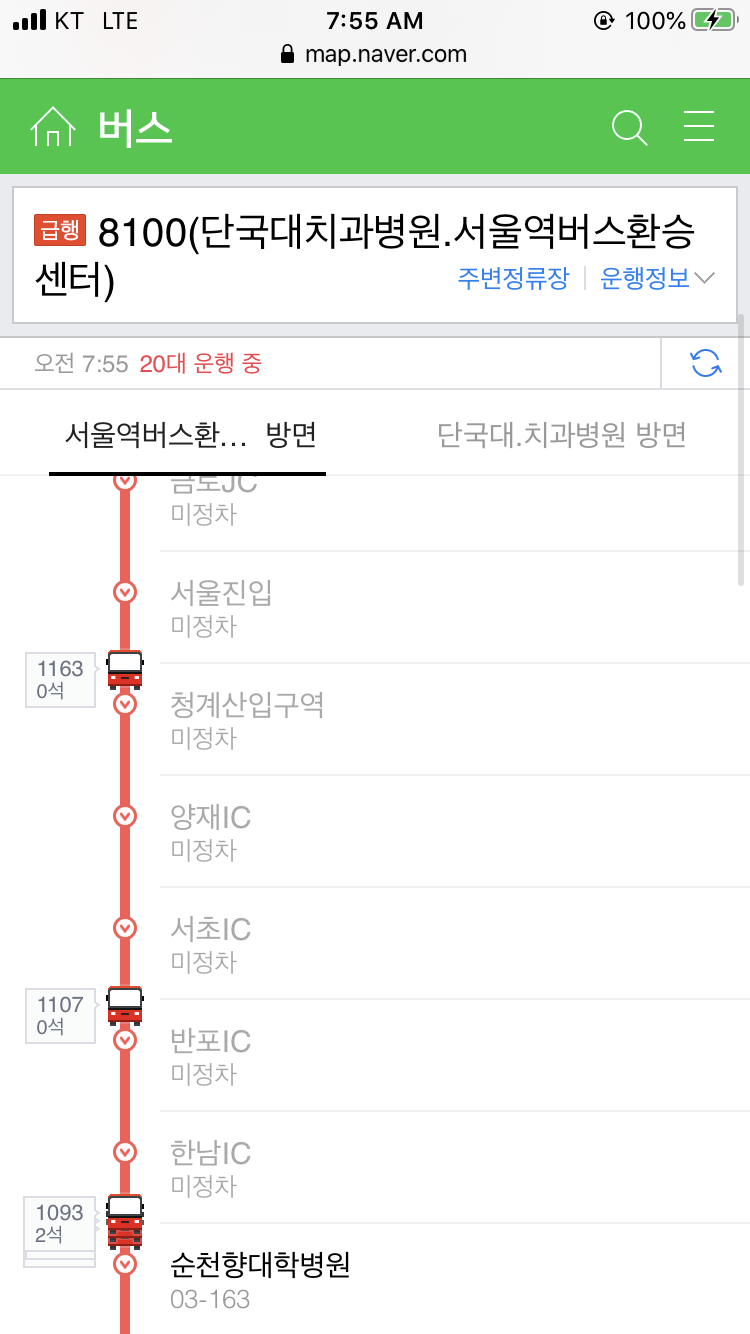 KT LTE 7:55 AM 100%
map.naver.com
버스
급행 8100(단국대치과병원.서울역버스환승
센터)
주변정류장 운행정보
오전 7:55 20대 운행 중
서울역버스환... 방면 단국대.치과병원 방면
금토JC
미정차
서울진입
미정차
1163
0석
청계산입구역
미정차
양재IC
미정차
서초IC
미정차
1107
0석
반포IC
미정차
한남IC
미정차
1093
2석
순천향대학병원
03-163